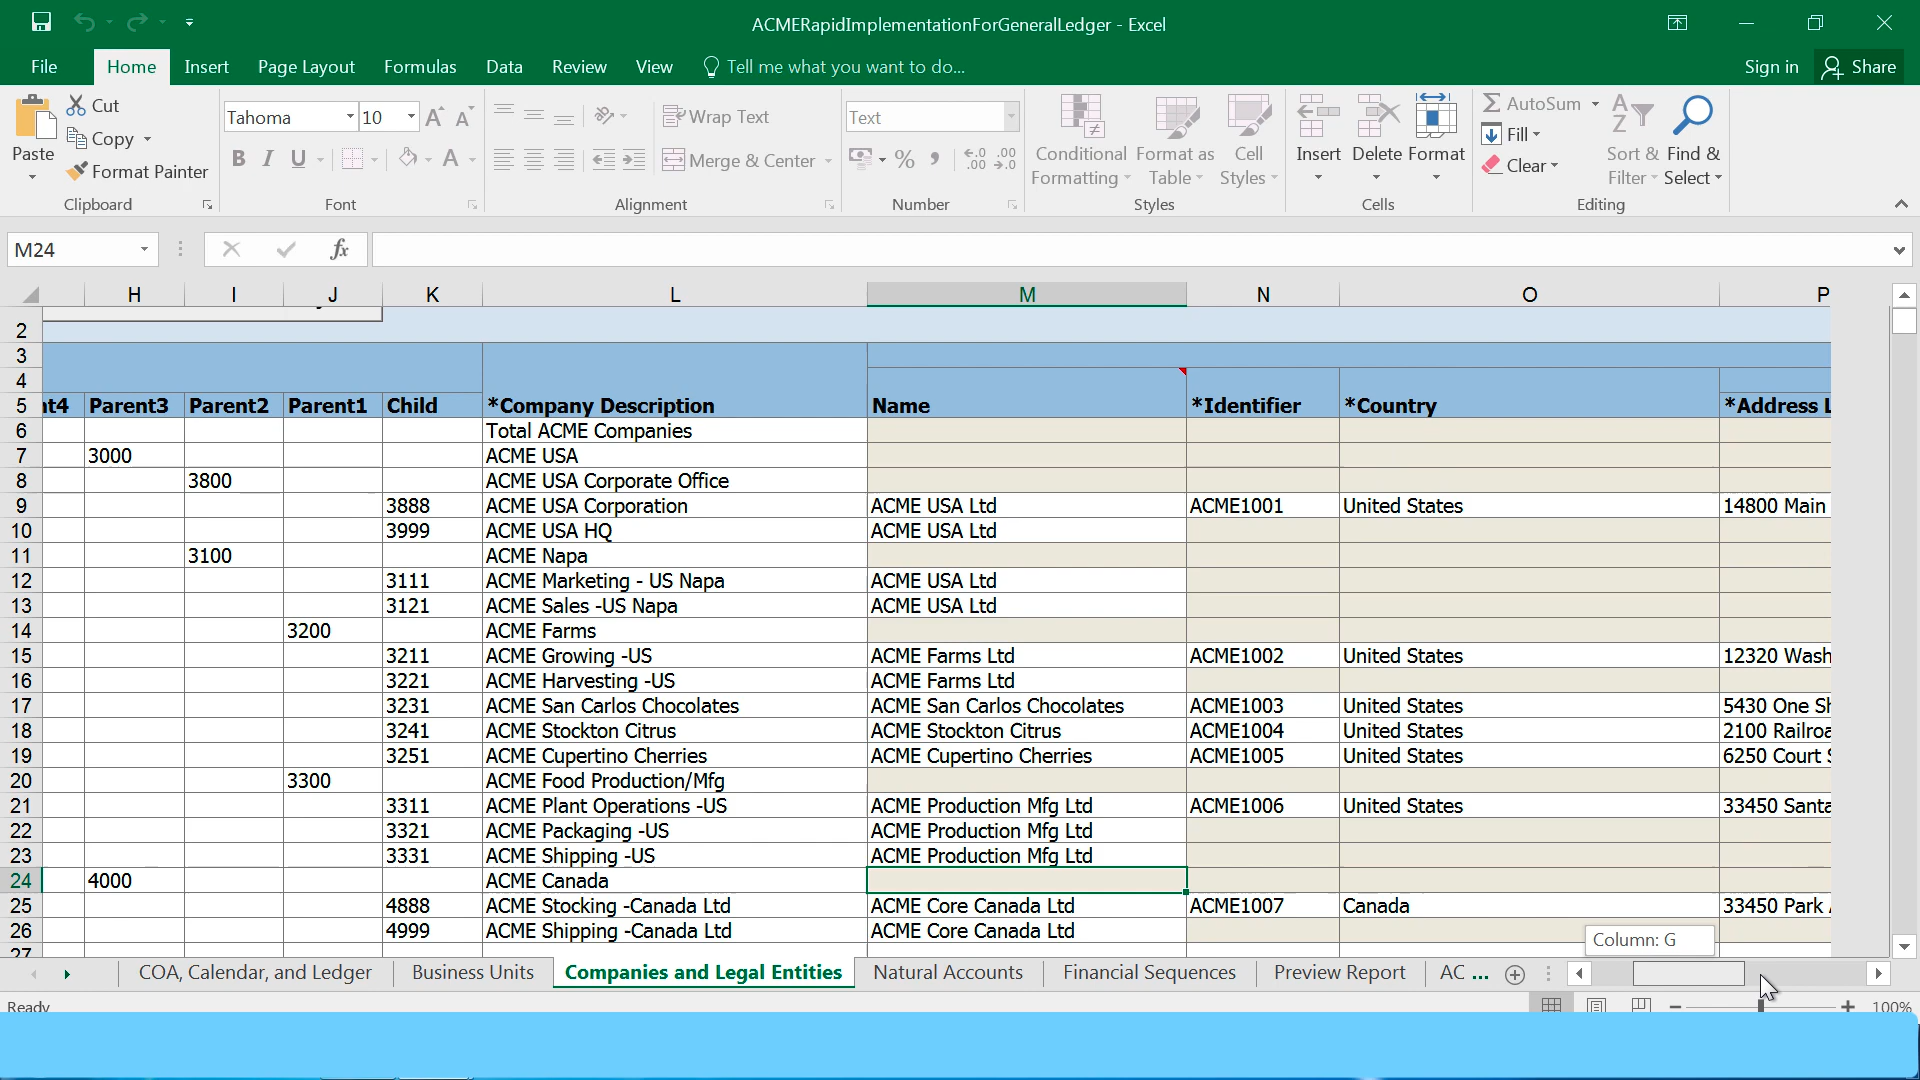 ACMERapidImplementationForGeneralLedger - Excel
File Home Insert Page Layout Formulas Data Review View Tell me what you want to do... Sign in Share
Paste Cut Copy Format Painter Clipboard
Tahoma 10 B I U A A A Font
Wrap Text Merge & Center Alignment
Text % , .00 .00 Number
Conditional Formatting Format as Table Cell Styles Styles
Insert Delete Format Cells
AutoSum Fill Clear Sort & Filter Find & Select Editing
M24 fx
H I J K L M N O P
2
3
4
5 nt4 Parent3 Parent2 Parent1 Child *Company Description Name *Identifier *Country *Address L
6 Total ACME Companies
7 3000 ACME USA
8 3800 ACME USA Corporate Office
9 3888 ACME USA Corporation ACME USA Ltd ACME1001 United States 14800 Main
10 3999 ACME USA HQ ACME USA Ltd
11 3100 ACME Napa
12 3111 ACME Marketing - US Napa ACME USA Ltd
13 3121 ACME Sales -US Napa ACME USA Ltd
14 3200 ACME Farms
15 3211 ACME Growing -US ACME Farms Ltd ACME1002 United States 12320 Wash
16 3221 ACME Harvesting -US ACME Farms Ltd
17 3231 ACME San Carlos Chocolates ACME San Carlos Chocolates ACME1003 United States 5430 One Sh
18 3241 ACME Stockton Citrus ACME Stockton Citrus ACME1004 United States 2100 Railroa
19 3251 ACME Cupertino Cherries ACME Cupertino Cherries ACME1005 United States 6250 Court S
20 3300 ACME Food Production/Mfg
21 3311 ACME Plant Operations -US ACME Production Mfg Ltd ACME1006 United States 33450 Santa
22 3321 ACME Packaging -US ACME Production Mfg Ltd
23 3331 ACME Shipping -US ACME Production Mfg Ltd
24 4000 ACME Canada
25 4888 ACME Stocking -Canada Ltd ACME Core Canada Ltd ACME1007 Canada 33450 Park
26 4999 ACME Shipping -Canada Ltd ACME Core Canada Ltd
27
Column: G
COA, Calendar, and Ledger Business Units Companies and Legal Entities Natural Accounts Financial Sequences Preview Report AC ...
Ready 100%